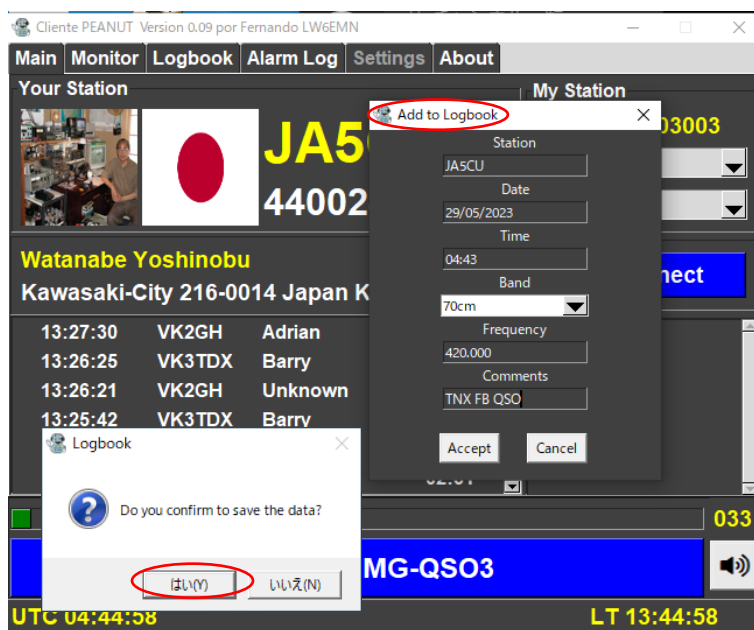 Cliente PEANUT Version 0.09 por Fernando LW6EMN
Main Monitor Logbook Alarm Log Settings About
Your Station
My Station
JA5
03003
44002
Watanabe Yoshinobu
Kawasaki-City 216-0014 Japan K
nect
13:27:30 VK2GH Adrian
13:26:25 VK3TDX Barry
13:26:21 VK2GH Unknown
13:25:42 VK3TDX Barry
Add to Logbook
Station
JA5CU
Date
29/05/2023
Time
04:43
Band
70cm
Frequency
420.000
Comments
TNX FB QSO
Accept Cancel
Logbook
Do you confirm to save the data?
はい(Y) いいえ(N)
033
MG-QSO3
UTC 04:44:58
LT 13:44:58